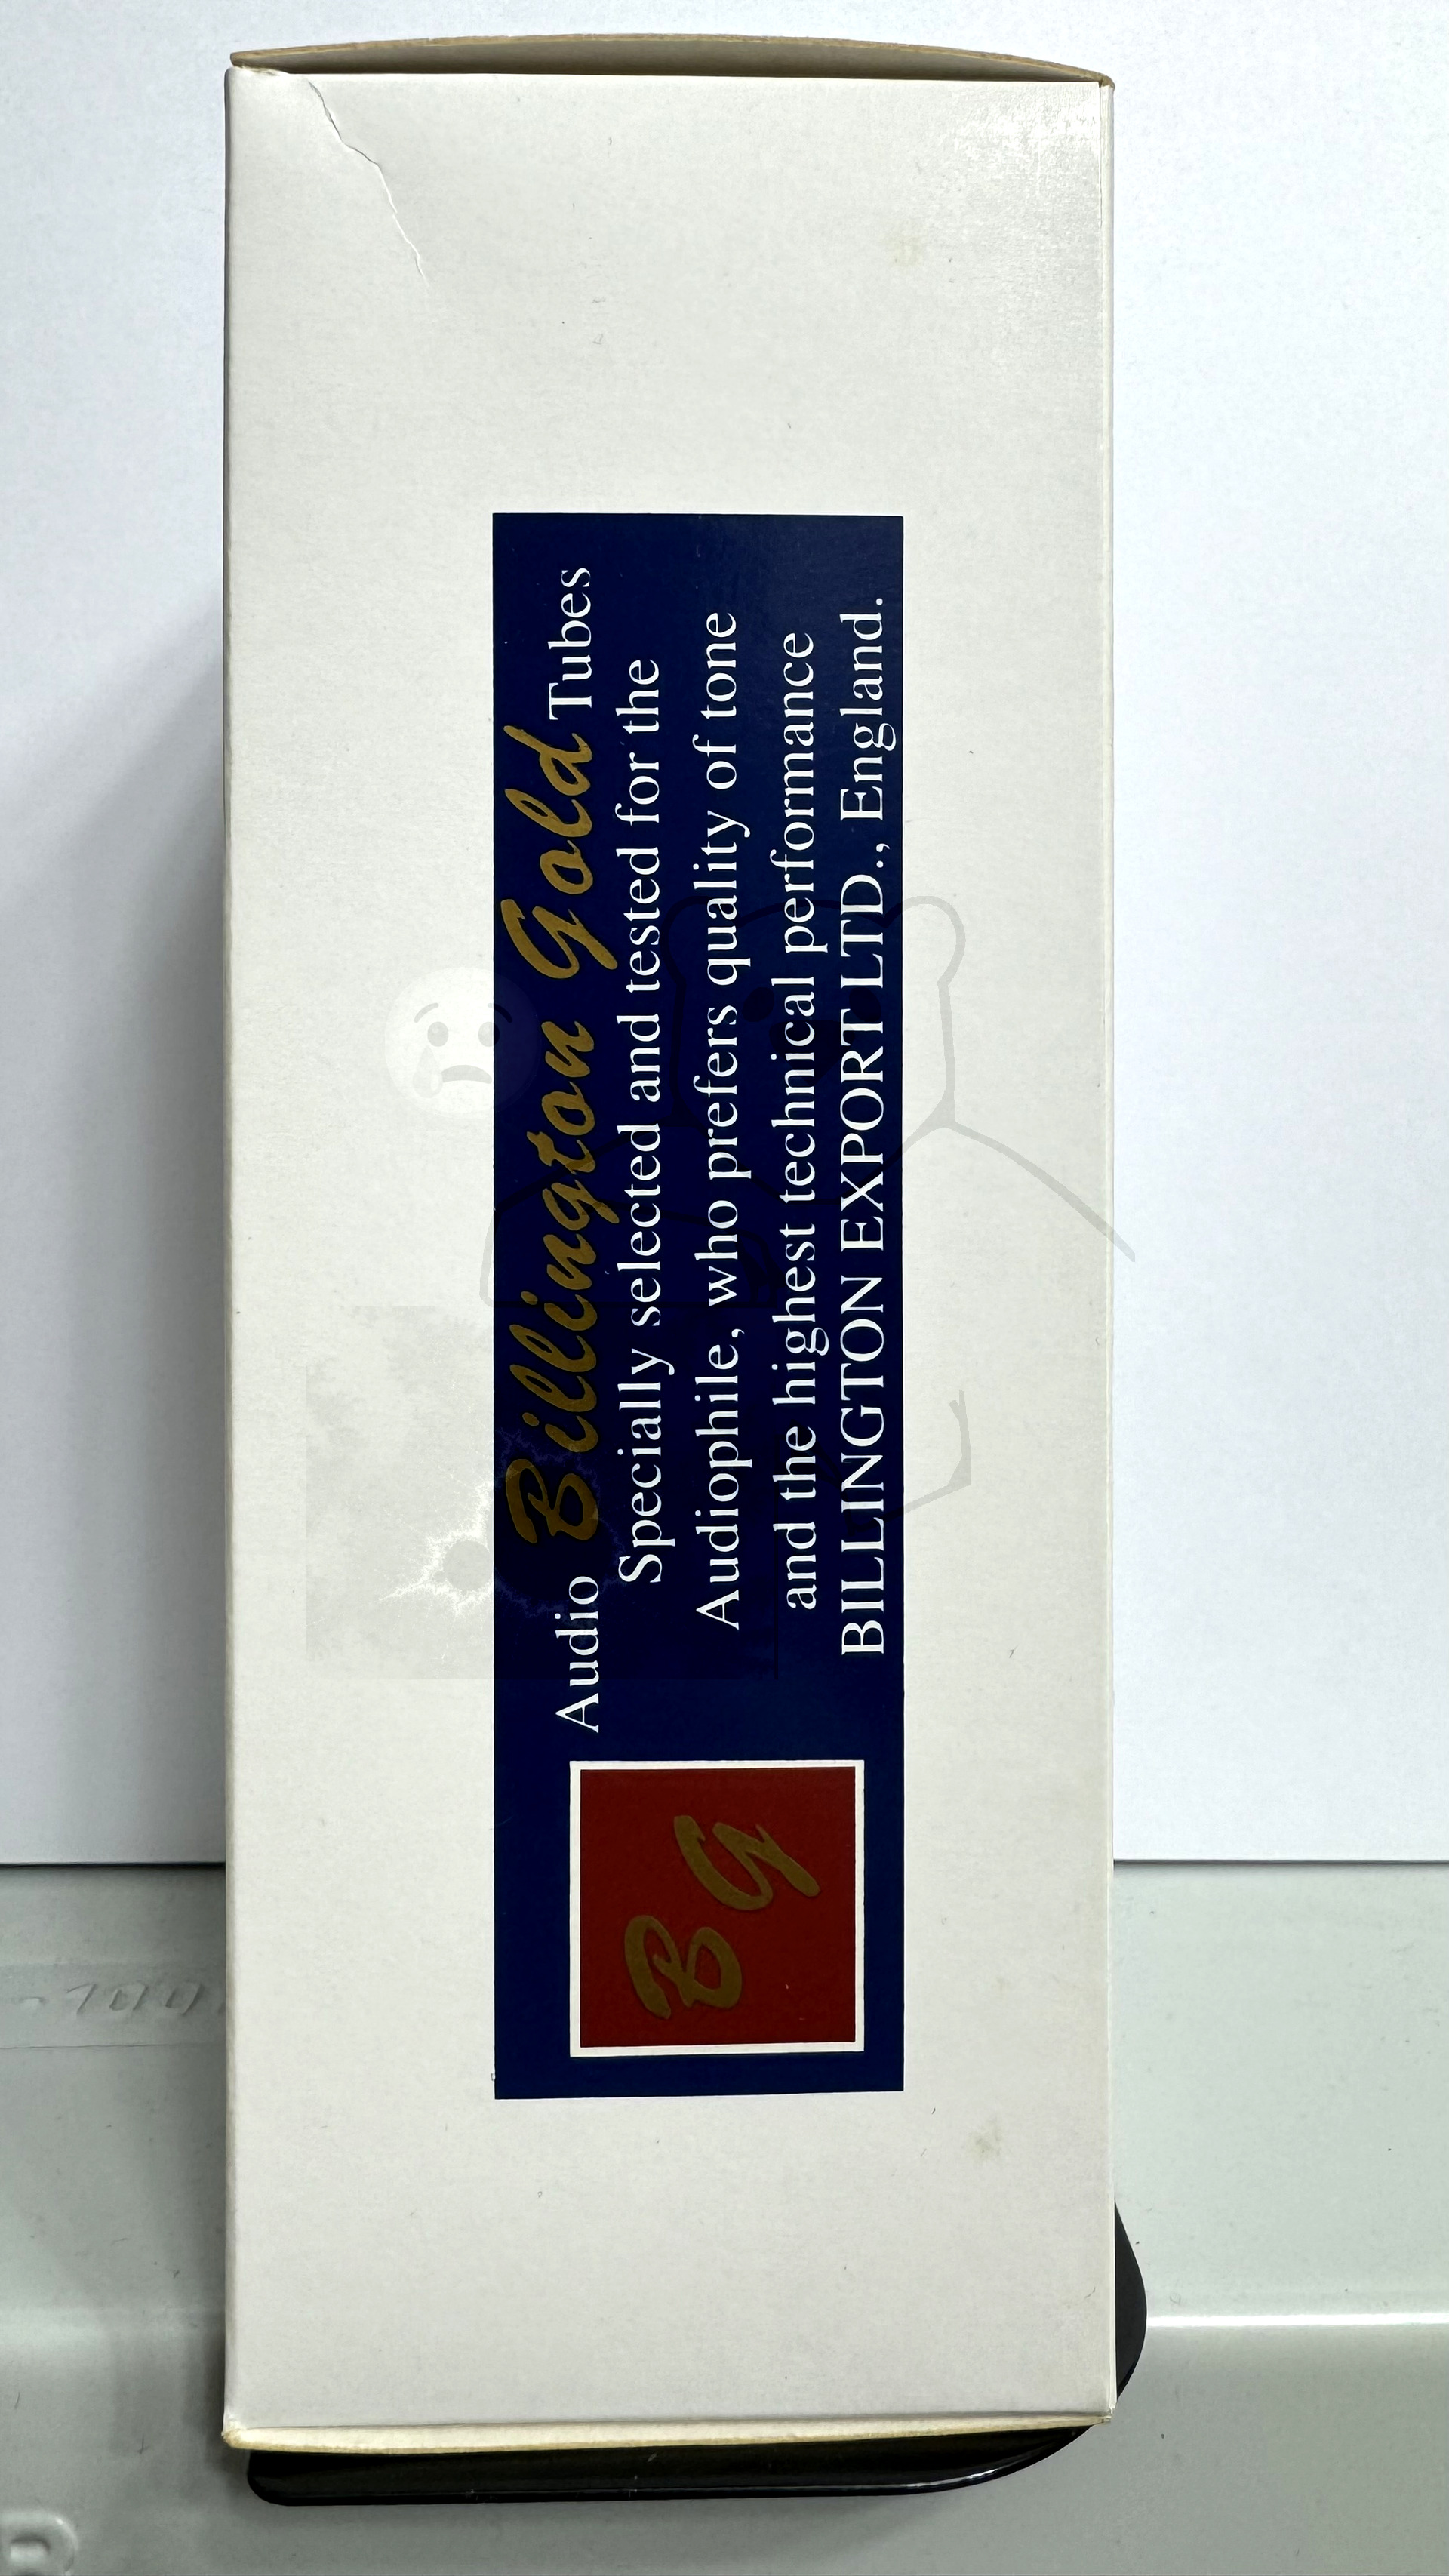 Audio Billington Gold Tubes
Specially selected and tested for the
Audiophile, who prefers quality of tone
and the highest technical performance
BILLINGTON EXPORT LTD., England.
BG